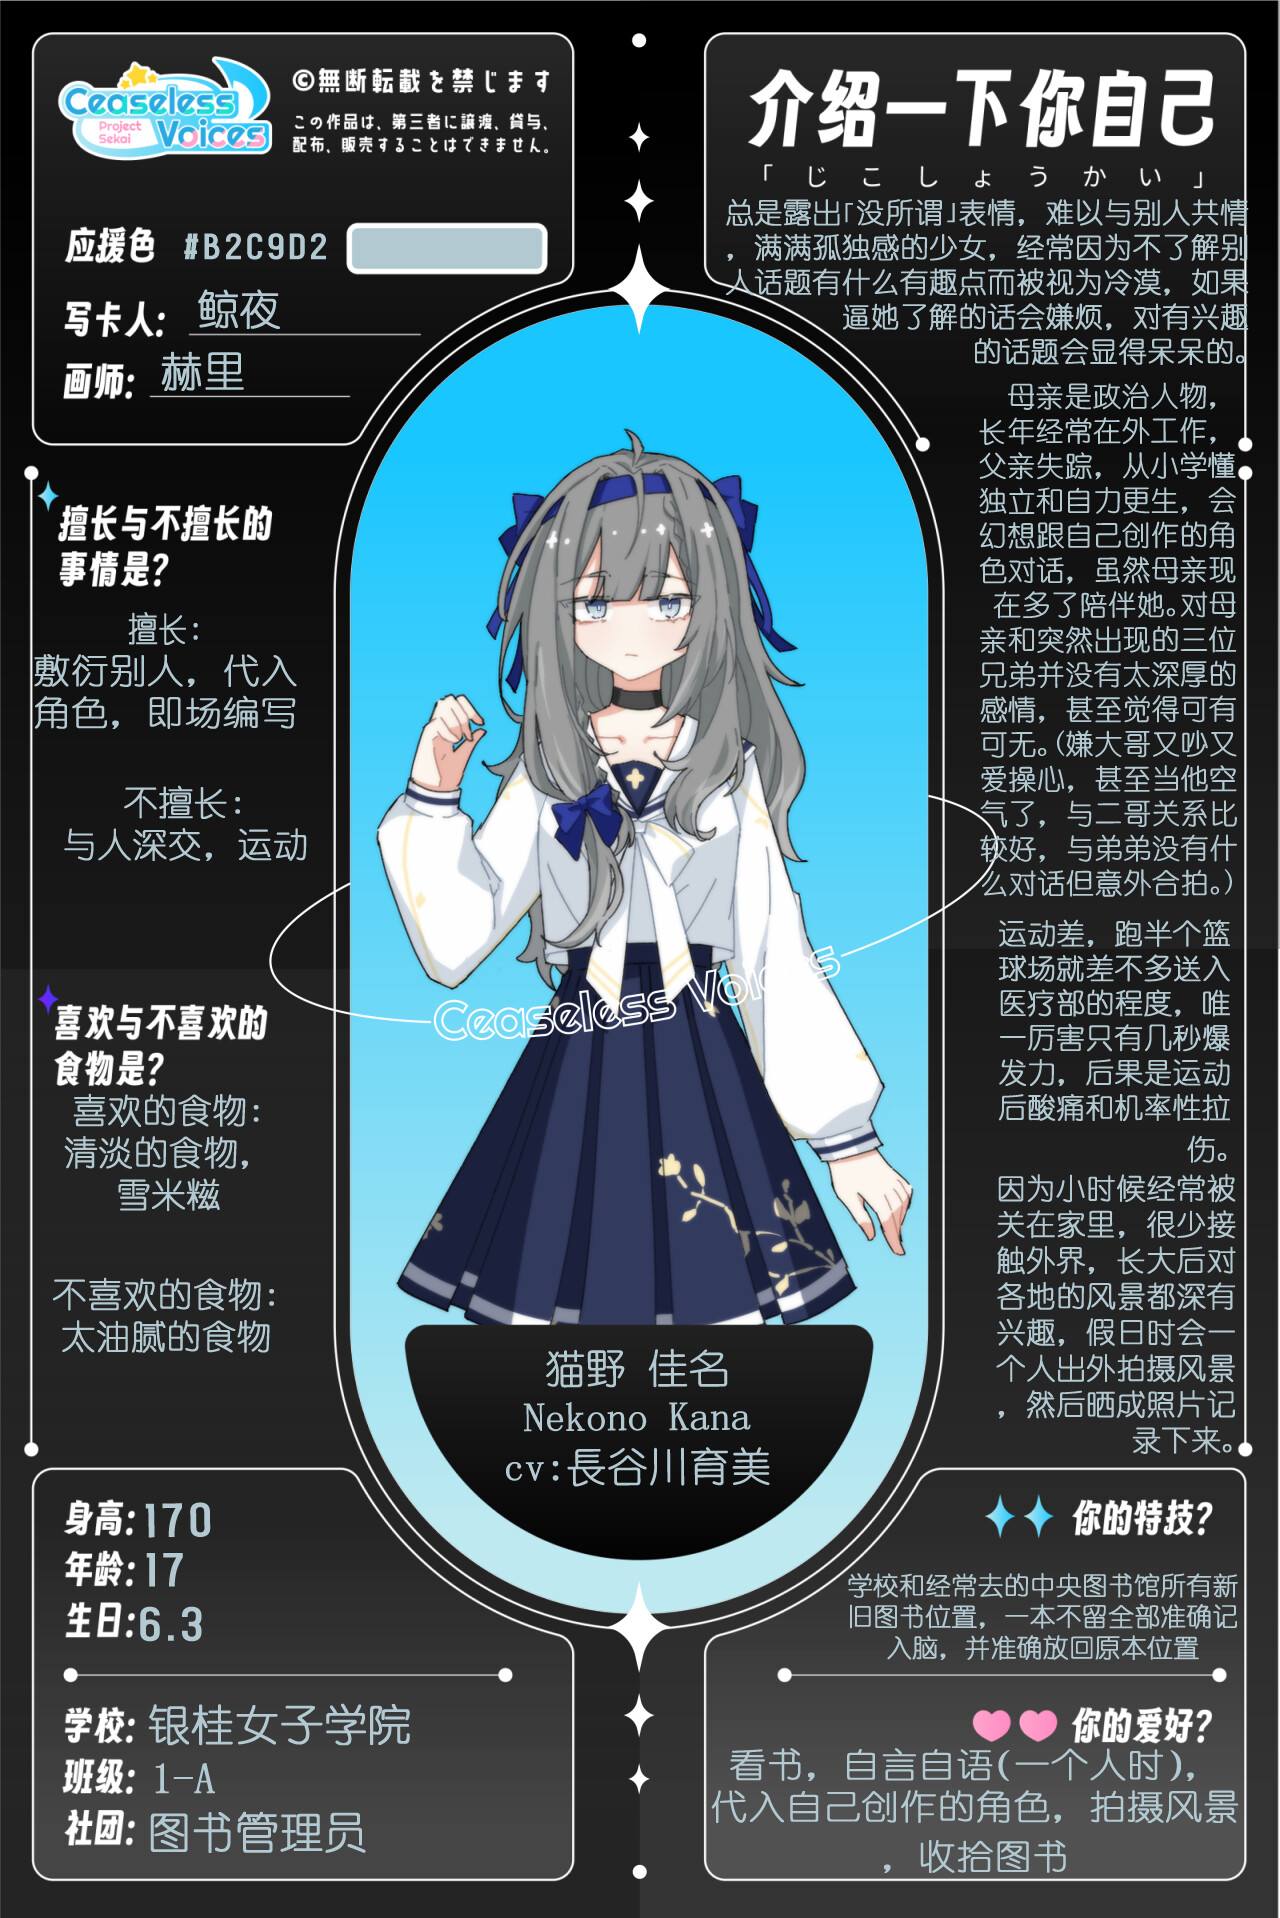 Ceaseless
Project
Sekai
Voices
©無断転載を禁じます
この作品は、第三者に譲渡、貸与、
配布、販売することはできません。
应援色 #B2C9D2
写卡人: 鲸夜
画师: 赫里
介绍一下你自己
「じこしょうかい」
总是露出「没所谓」表情，难以与别人共情
，满满孤独感的少女，经常因为不了解别
人话题有什么有趣点而被视为冷漠，如果
逼她了解的话会嫌烦，对有兴趣
的话题会显得呆呆的。
母亲是政治人物，
长年经常在外工作，
父亲失踪，从小学懂
独立和自力更生，会
幻想跟自己创作的角
色对话，虽然母亲现
在多了陪伴她。对母
亲和突然出现的三位
兄弟并没有太深厚的
感情，甚至觉得可有
可无。(嫌大哥又吵又
爱操心，甚至当他空
气了，与二哥关系比
较好，与弟弟没有什
么对话但意外合拍。)
运动差，跑半个篮
球场就差不多送入
医疗部的程度，唯
一厉害只有几秒爆
发力，后果是运动
后酸痛和机率性拉
伤。
因为小时候经常被
关在家里，很少接
触外界，长大后对
各地的风景都深有
兴趣，假日时会一
个人出外拍摄风景
，然后晒成照片记
录下来。
擅长与不擅长的
事情是?
擅长:
敷衍别人，代入
角色，即场编写
不擅长:
与人深交，运动
喜欢与不喜欢的
食物是?
喜欢的食物:
清淡的食物，
雪米糍
不喜欢的食物:
太油腻的食物
Ceaseless Voices
猫野 佳名
Nekono Kana
cv:長谷川育美
身高:170
年龄:17
生日:6.3
学校: 银桂女子学院
班级: 1-A
社团: 图书管理员
你的特技?
学校和经常去的中央图书馆所有新
旧图书位置，一本不留全部准确记
入脑，并准确放回原本位置
你的爱好?
看书，自言自语(一个人时)，
代入自己创作的角色，拍摄风景
，收拾图书